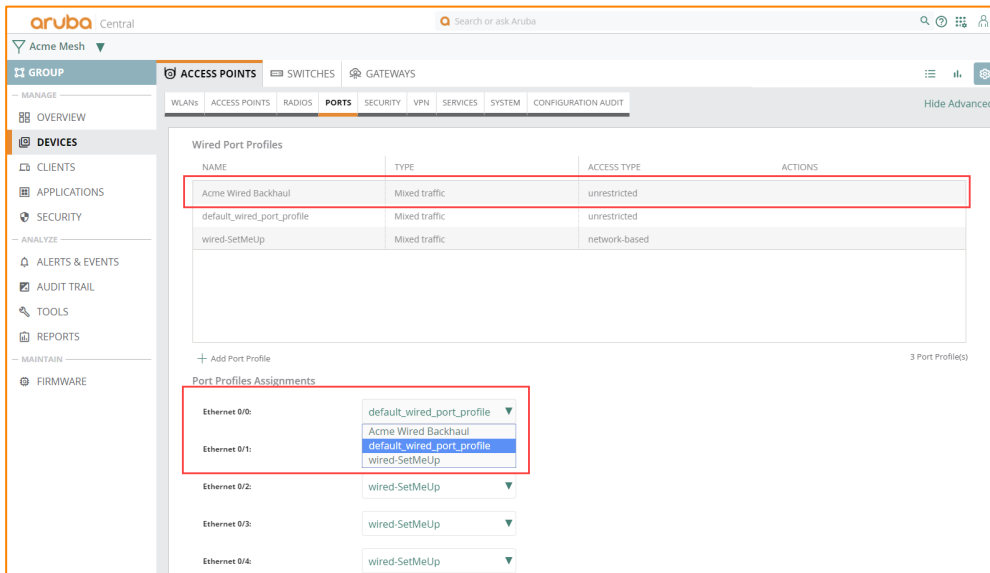 aruba Central
Search or ask Aruba
Acme Mesh
GROUP
MANAGE
OVERVIEW
DEVICES
CLIENTS
APPLICATIONS
SECURITY
ANALYZE
ALERTS & EVENTS
AUDIT TRAIL
TOOLS
REPORTS
MAINTAIN
FIRMWARE
ACCESS POINTS SWITCHES GATEWAYS
WLANs ACCESS POINTS RADIOS PORTS SECURITY VPN SERVICES SYSTEM CONFIGURATION AUDIT
Hide Advanced
Wired Port Profiles
NAME TYPE ACCESS TYPE ACTIONS
Acme Wired Backhaul Mixed traffic unrestricted
default_wired_port_profile Mixed traffic unrestricted
wired-SetMeUp Mixed traffic network-based
+ Add Port Profile
3 Port Profile(s)
Port Profiles Assignments
Ethernet 0/0: default_wired_port_profile
Acme Wired Backhaul
default_wired_port_profile
wired-SetMeUp
Ethernet 0/1:
Ethernet 0/2: wired-SetMeUp
Ethernet 0/3: wired-SetMeUp
Ethernet 0/4: wired-SetMeUp